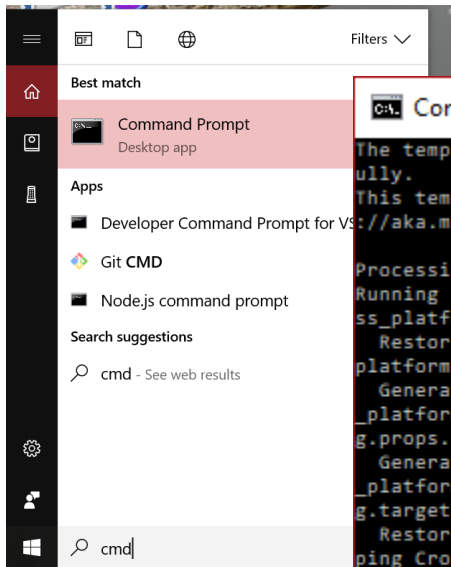 Filters
Best match
Command Prompt
Desktop app
Apps
Developer Command Prompt for VS
Git CMD
Node.js command prompt
Search suggestions
cmd - See web results
cmd
C:\.
Cor
The temp
ully.
This tem
://aka.m
Processi
Running
ss_platf
Restor
platform
Genera
_platfor
g.props.
Genera
_platfor
g.target
Restor
ping Cro